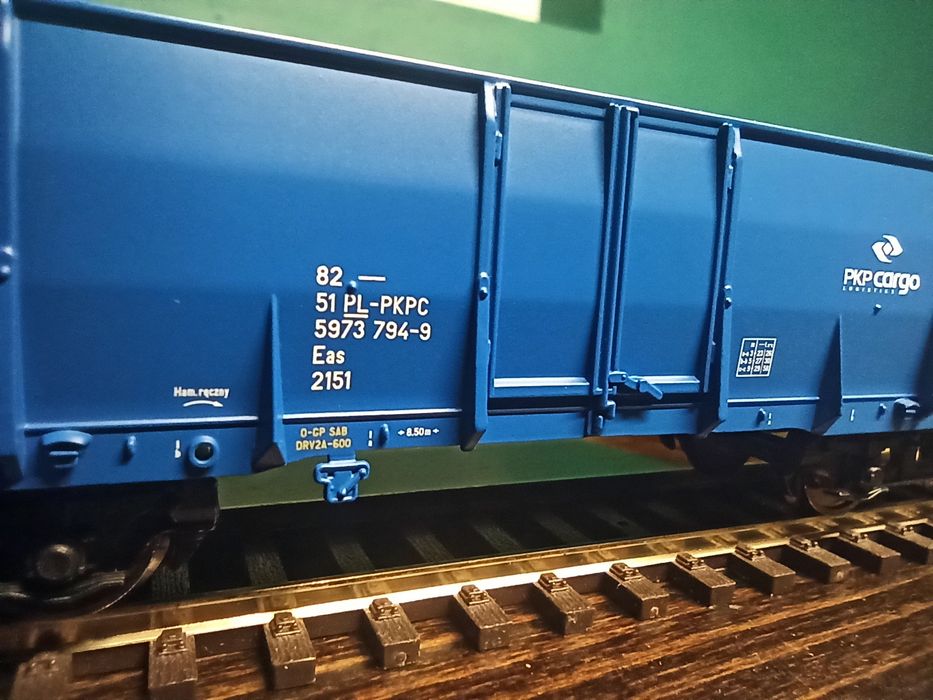 82 —
51 PL-PKPC
5973 794-9
Eas
2151
Ham.ręczny
O-GP SAB
DRV2A-600
8.50m
PKP cargo
LOGISTICS